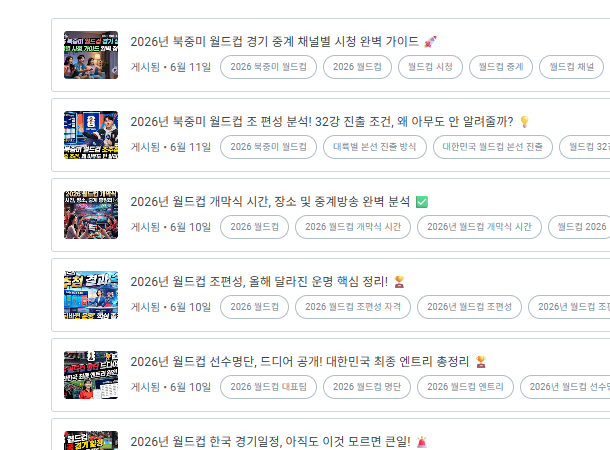 2026년 북중미 월드컵 경기 중계 채널별 시청 완벽 가이드 🚀
게시됨 • 6월 11일 2026 북중미 월드컵 2026 월드컵 월드컵 시청 월드컵 중계 월드컵 채널
2026년 북중미 월드컵 조 편성 분석! 32강 진출 조건, 왜 아무도 안 알려줄까? 💡
게시됨 • 6월 11일 2026 북중미 월드컵 대륙별 본선 진출 방식 대한민국 월드컵 본선 진출 월드컵 32
2026년 월드컵 개막식 시간, 장소 및 중계방송 완벽 분석 ✅
게시됨 • 6월 10일 2026 월드컵 2026 월드컵 개막식 시간 2026년 월드컵 개막식 시간 월드컵 2026
2026년 월드컵 조편성, 올해 달라진 운명 핵심 정리! 🏆
게시됨 • 6월 10일 2026 월드컵 2026 월드컵 조편성 자격 2026년 월드컵 조편성 2026년 월드컵 조
2026년 월드컵 선수명단, 드디어 공개! 대한민국 최종 엔트리 총정리 🏆
게시됨 • 6월 10일 2026 월드컵 대표팀 2026 월드컵 명단 2026 월드컵 엔트리 2026년 월드컵 선수
2026년 월드컵 한국 경기일정, 아직도 이것 모르면 큰일! 🚨